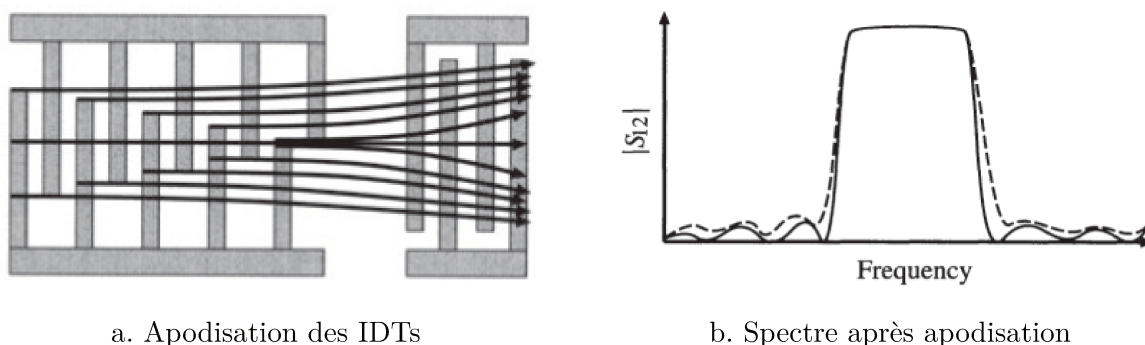 |S12|
Frequency
a. Apodisation des IDTs
b. Spectre après apodisation